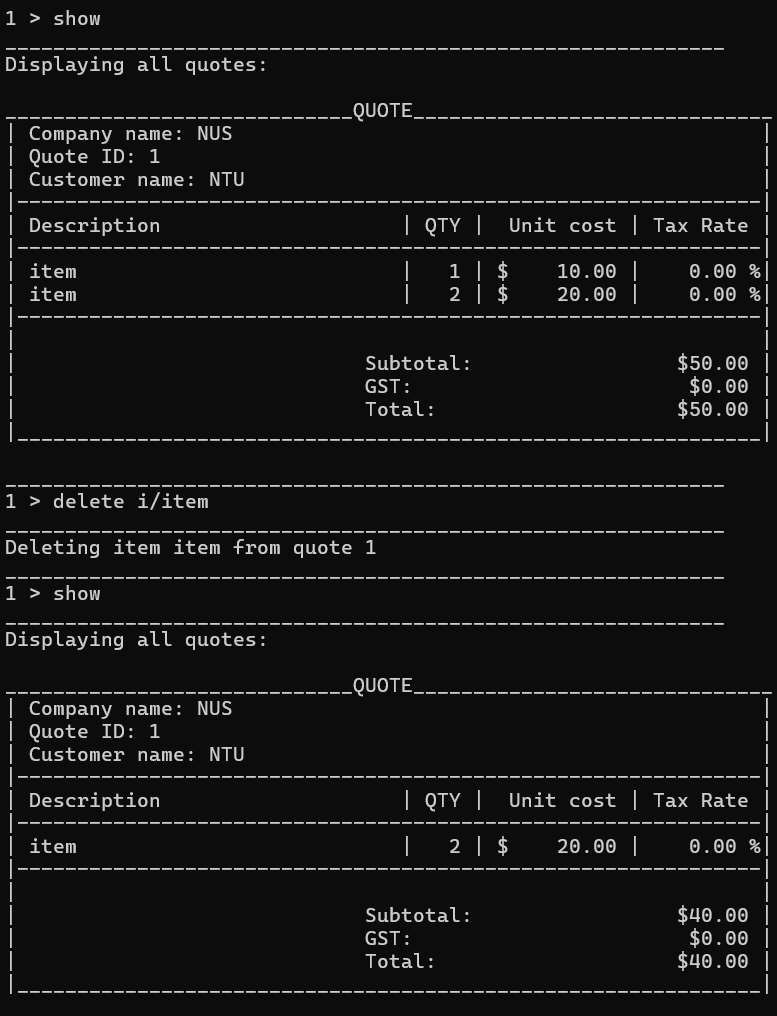 1 > show
____________________________________________________________
Displaying all quotes:
_____________________________QUOTE______________________________
| Company name: NUS                                            |
| Quote ID: 1                                                  |
| Customer name: NTU                                           |
|--------------------------------------------------------------|
| Description                    | QTY |  Unit cost | Tax Rate |
|--------------------------------------------------------------|
| item                           |   1 | $    10.00 |    0.00 %|
| item                           |   2 | $    20.00 |    0.00 %|
|--------------------------------------------------------------|
|                                                              |
|                             Subtotal:                 $50.00 |
|                             GST:                       $0.00 |
|                             Total:                    $50.00 |
|--------------------------------------------------------------|
____________________________________________________________
1 > delete i/item
____________________________________________________________
Deleting item item from quote 1
____________________________________________________________
1 > show
____________________________________________________________
Displaying all quotes:
_____________________________QUOTE______________________________
| Company name: NUS                                            |
| Quote ID: 1                                                  |
| Customer name: NTU                                           |
|--------------------------------------------------------------|
| Description                    | QTY |  Unit cost | Tax Rate |
|--------------------------------------------------------------|
| item                           |   2 | $    20.00 |    0.00 %|
|--------------------------------------------------------------|
|                                                              |
|                             Subtotal:                 $40.00 |
|                             GST:                       $0.00 |
|                             Total:                    $40.00 |
|--------------------------------------------------------------|